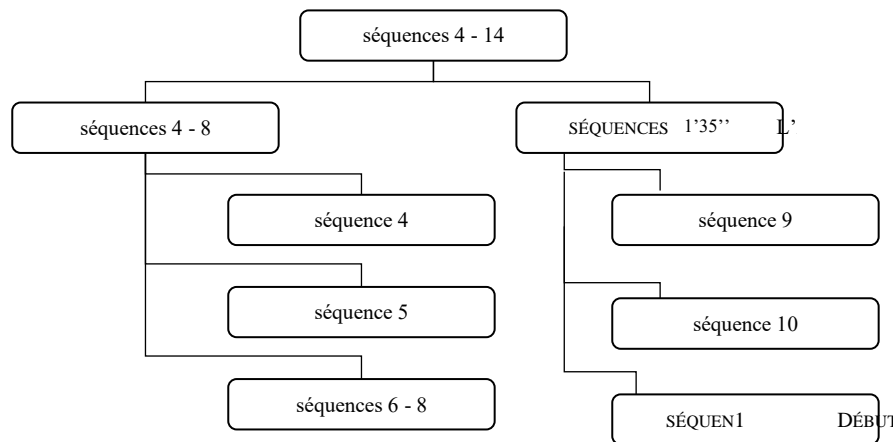 séquences 4 - 14
séquences 4 - 8
SÉQUENCES 1’35’’ L’
séquence 4
séquence 9
séquence 5
séquence 10
séquences 6 - 8
SÉQUEN1 DÉBUT